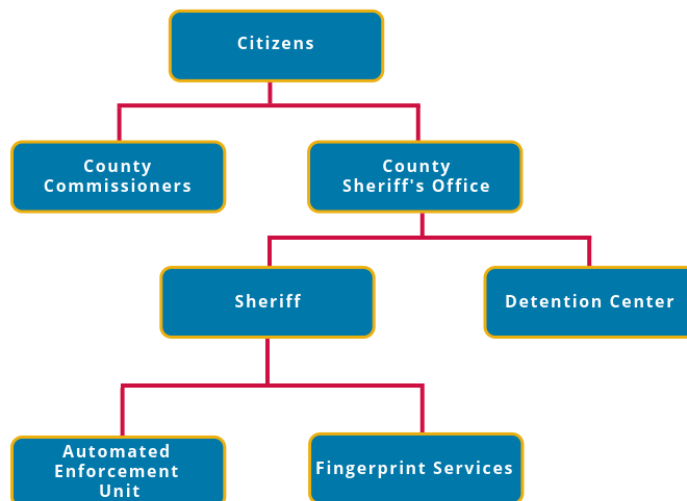 Citizens
County
Commissioners
County
Sheriff's Office
Sheriff
Detention Center
Automated
Enforcement
Unit
Fingerprint Services